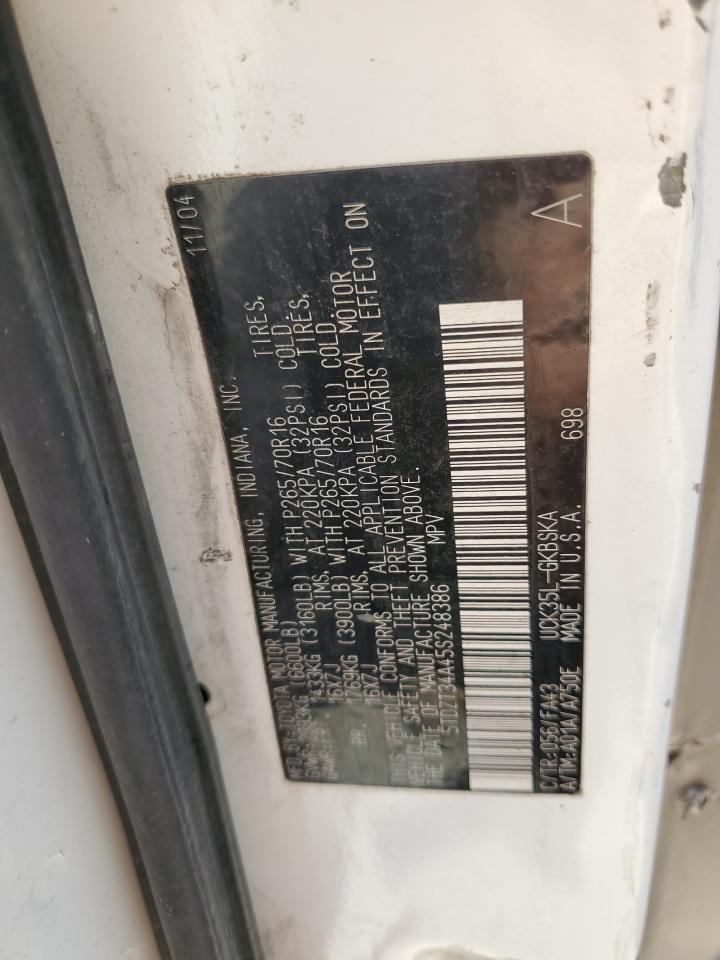 MFD. BY: TOYOTA MOTOR MANUFACTURING, INDIANA, INC. 11/04
GVWR: (6600LB)
GAWR: 1433KG (3160LB) WITH P265/70R16 TIRES,
16X7J RIMS, AT 220KPA (32PSI) COLD.
RR. 1769KG (3900LB) WITH P265/70R16 TIRES,
16X7J RIMS, AT 220KPA (32PSI) COLD.
THIS VEHICLE CONFORMS TO ALL APPLICABLE FEDERAL MOTOR
VEHICLE SAFETY AND THEFT PREVENTION STANDARDS IN EFFECT ON
THE DATE OF MANUFACTURE SHOWN ABOVE.
5TDZT34A45S248386 MPV
C/TR:056/FA43 UCK35L-GKBSKA
A/TM:A01A/A750E MADE IN U.S.A. 698 A